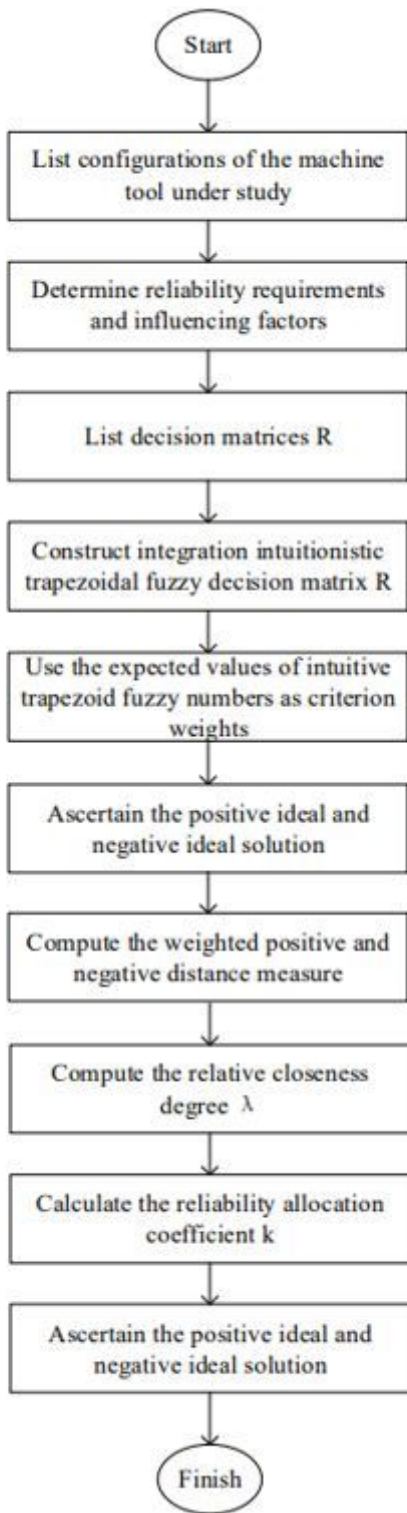 Start
List configurations of the machine
tool under study
Determine reliability requirements
and influencing factors
List decision matrices R
Construct integration intuitionistic
trapezoidal fuzzy decision matrix R
Use the expected values of intuitive
trapezoid fuzzy numbers as criterion
weights
Ascertain the positive ideal and
negative ideal solution
Compute the weighted positive and
negative distance measure
Compute the relative closeness
degree λ
Calculate the reliability allocation
coefficient k
Ascertain the positive ideal and
negative ideal solution
Finish